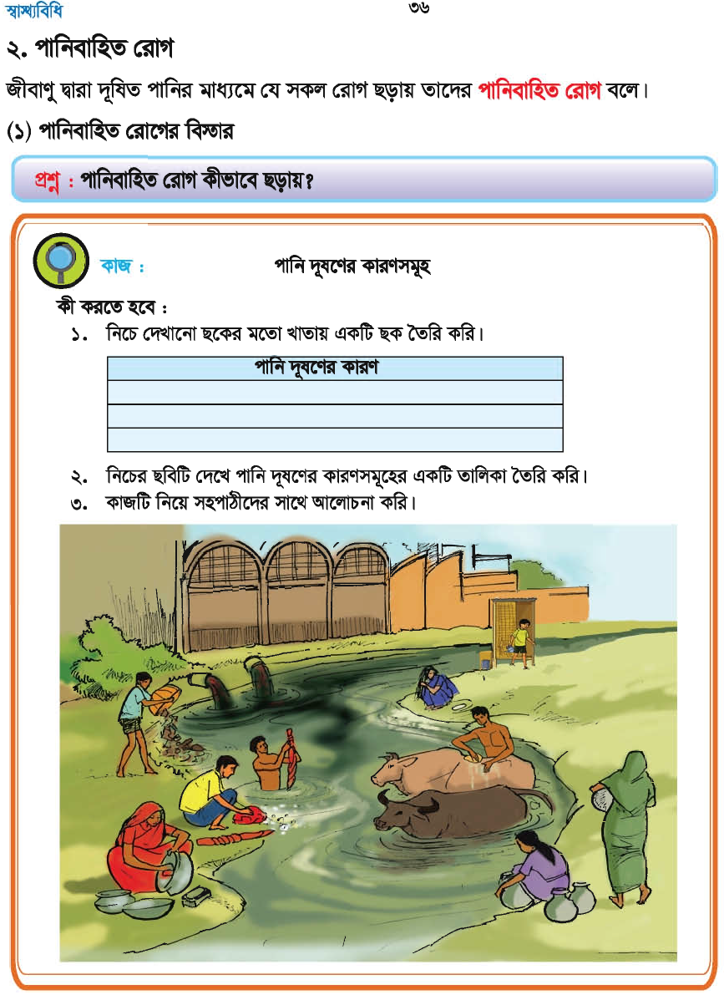 স্বাস্থ্যবিধি
৩৬
২. পানিবাহিত রোগ
জীবাণু দ্বারা দূষিত পানির মাধ্যমে যে সকল রোগ ছড়ায় তাদের পানিবাহিত রোগ বলে।
(১) পানিবাহিত রোগের বিস্তার
প্রশ্ন : পানিবাহিত রোগ কীভাবে ছড়ায়?
কাজ : পানি দূষণের কারণসমূহ
কী করতে হবে :
১. নিচে দেখানো ছকের মতো খাতায় একটি ছক তৈরি করি।
পানি দূষণের কারণ
২. নিচের ছবিটি দেখে পানি দূষণের কারণসমূহের একটি তালিকা তৈরি করি।
৩. কাজটি নিয়ে সহপাঠীদের সাথে আলোচনা করি।